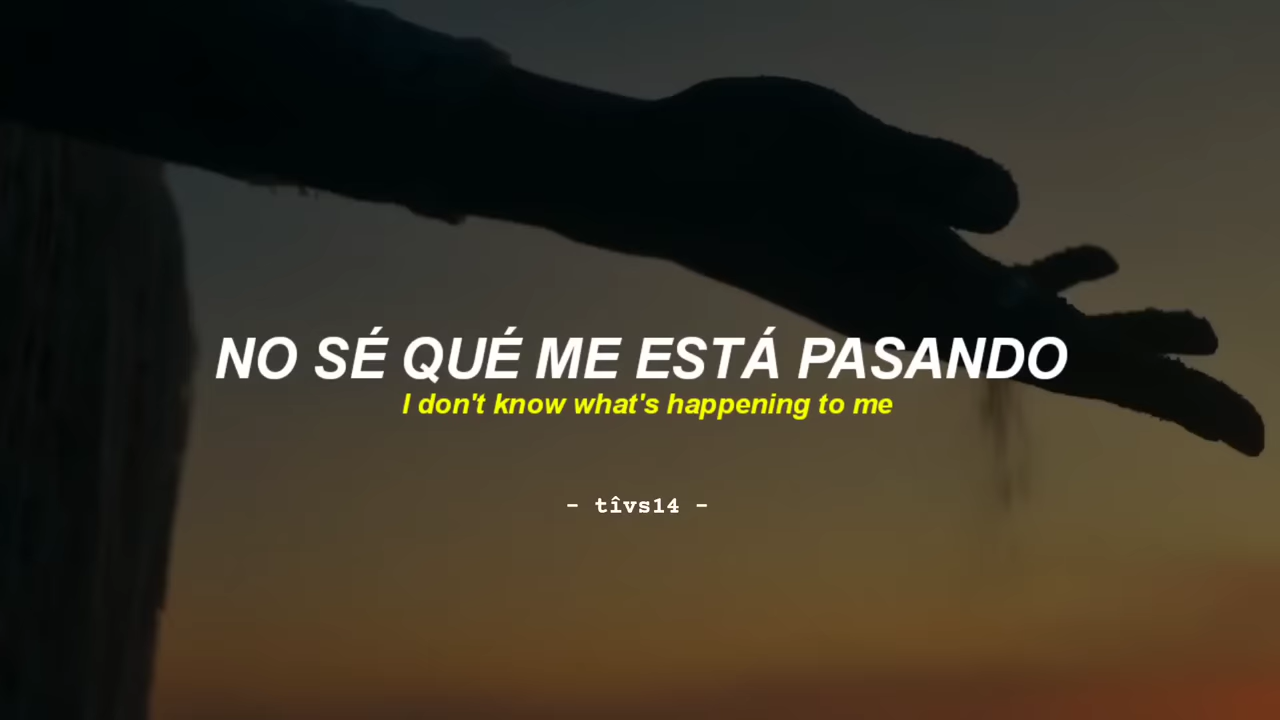 NO SÉ QUÉ ME ESTÁ PASANDO
I don't know what's happening to me
- tîvs14 -